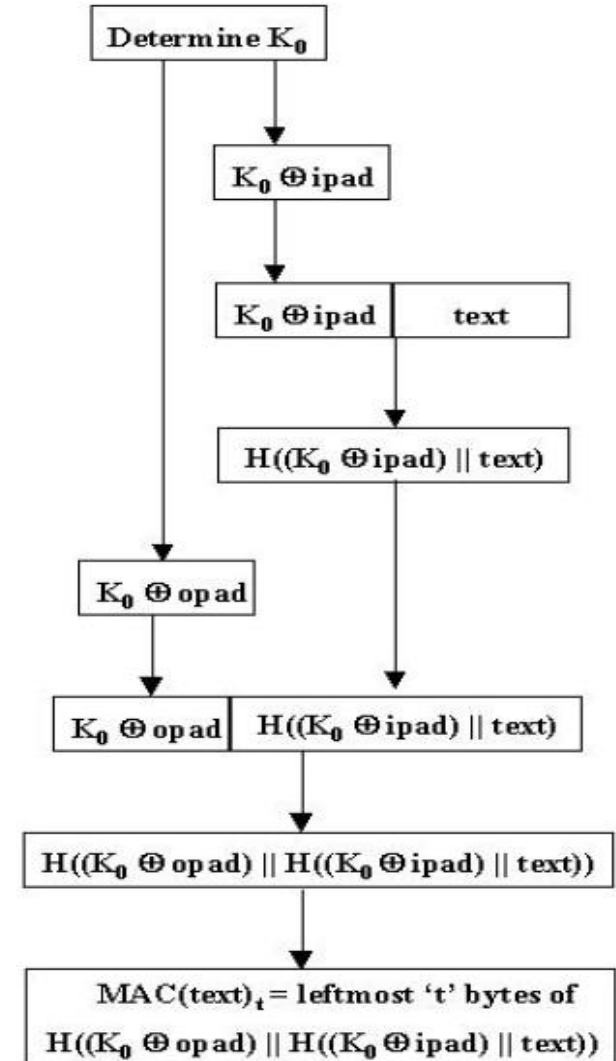 Determine K₀
K₀ ⊕ ipad
K₀ ⊕ ipad text
H((K₀ ⊕ ipad) || text)
K₀ ⊕ opad
K₀ ⊕ opad H((K₀ ⊕ ipad) || text)
H((K₀ ⊕ opad) || H((K₀ ⊕ ipad) || text))
MAC(text)ₜ = leftmost ‘t’ bytes of
H((K₀ ⊕ opad) || H((K₀ ⊕ ipad) || text))